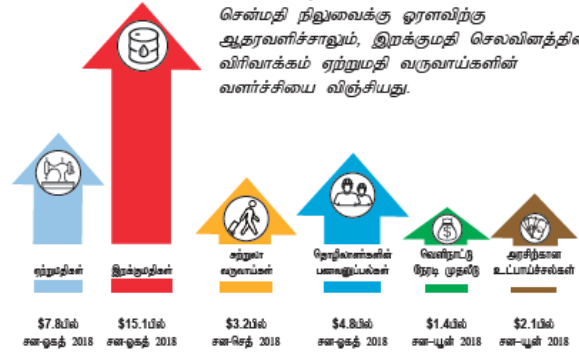 சென்மதி நிலுவைக்கு ஓரளவிற்கு
ஆதரவளிச்சாலும், இறக்குமதி செலவினத்தின்
விரிவாக்கம் ஏற்றுமதி வருவாய்களின்
வளர்ச்சியை விஞ்சியது.
ஏற்றுமதிகள்
இறக்குமதிகள்
சுற்றுலா
வருவாய்கள்
தொழிலாளர்களின்
பணவனுப்பல்கள்
வெளிநாட்டு
நேரடி முதலீடு
அரசிற்கான
உட்பாய்ச்சல்கள்
$7.8பில் $15.1பில் $3.2பில் $4.8பில் $1.4பில் $2.1பில்
சன-ஓகத் 2018 சன-ஓகத் 2018 சன-செத் 2018 சன-ஓகத் 2018 சன-யூன் 2018 சன-யூன் 2018